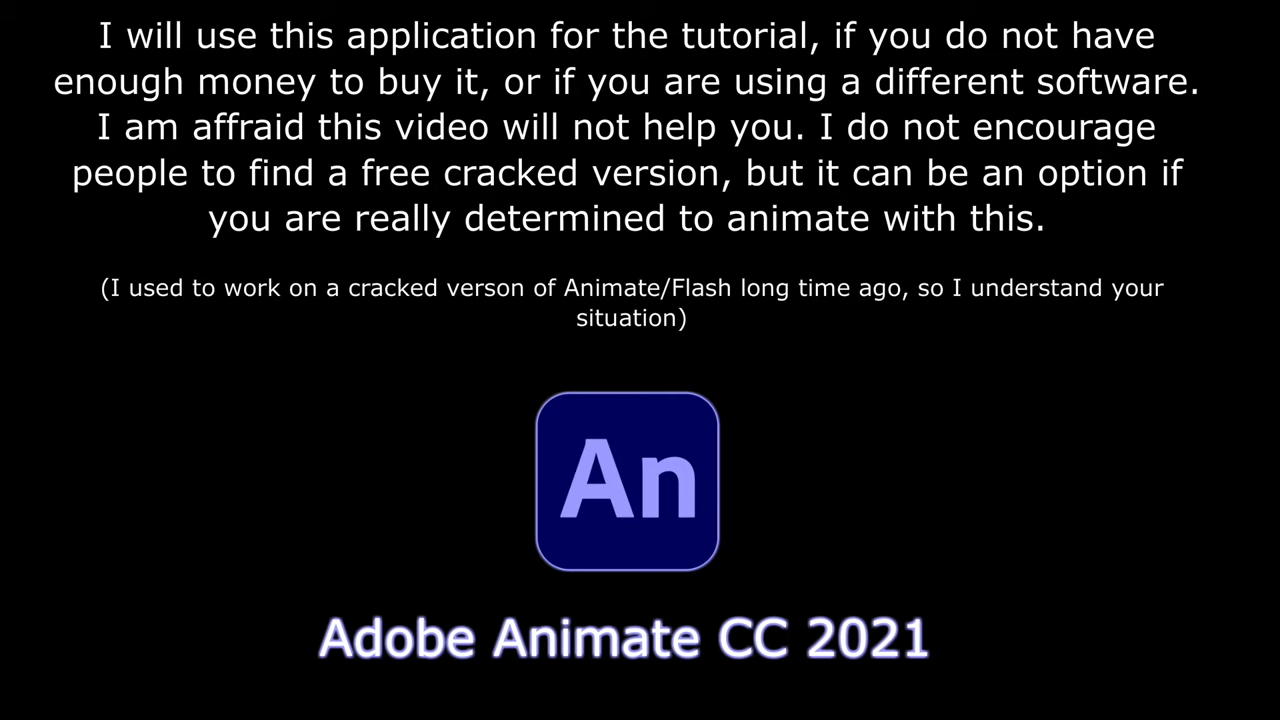 I will use this application for the tutorial, if you do not have
enough money to buy it, or if you are using a different software.
I am affraid this video will not help you. I do not encourage
people to find a free cracked version, but it can be an option if
you are really determined to animate with this.
(I used to work on a cracked verson of Animate/Flash long time ago, so I understand your
situation)
An
Adobe Animate CC 2021